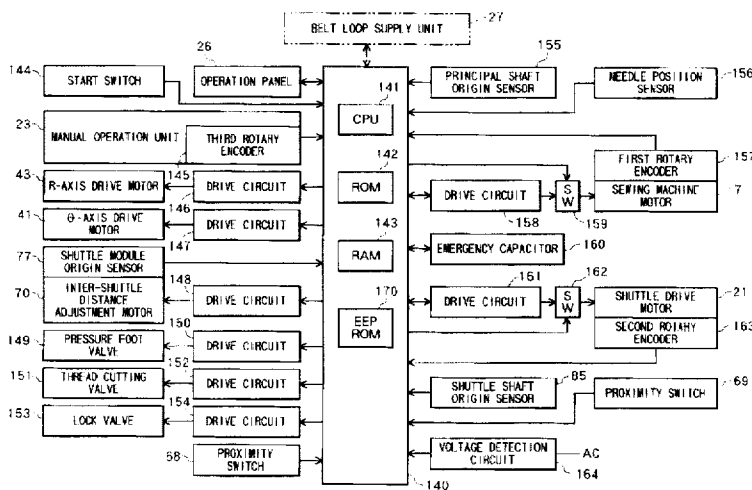 BELT LOOP SUPPLY UNIT
27
144
START SWITCH
26
OPERATION PANEL
155
PRINCIPAL SHAFT
ORIGIN SENSOR
NEEDLE POSITION
SENSOR
156
23
MANUAL OPERATION UNIT
THIRD ROTARY
ENCODER
141
CPU
43
R-AXIS DRIVE MOTOR
145
DRIVE CIRCUIT
142
ROM
DRIVE CIRCUIT
158
SW
159
FIRST ROTARY
ENCODER
157
SEWING MACHINE
MOTOR
7
41
θ-AXIS DRIVE
MOTOR
146
DRIVE CIRCUIT
143
RAM
EMERGENCY CAPACITOR
160
77
SHUTTLE MODULE
ORIGIN SENSOR
147
70
INTER-SHUTTLE
DISTANCE
ADJUSTMENT MOTOR
148
DRIVE CIRCUIT
170
EEP
ROM
161
DRIVE CIRCUIT
162
SW
SHUTTLE DRIVE
MOTOR
21
SECOND ROTARY
ENCODER
163
149
PRESSURE FOOT
VALVE
150
DRIVE CIRCUIT
151
THREAD CUTTING
VALVE
152
DRIVE CIRCUIT
SHUTTLE SHAFT
ORIGIN SENSOR
85
PROXIMITY SWITCH
69
153
LOCK VALVE
154
DRIVE CIRCUIT
68
PROXIMITY
SWITCH
VOLTAGE DETECTION
CIRCUIT
AC
164
140